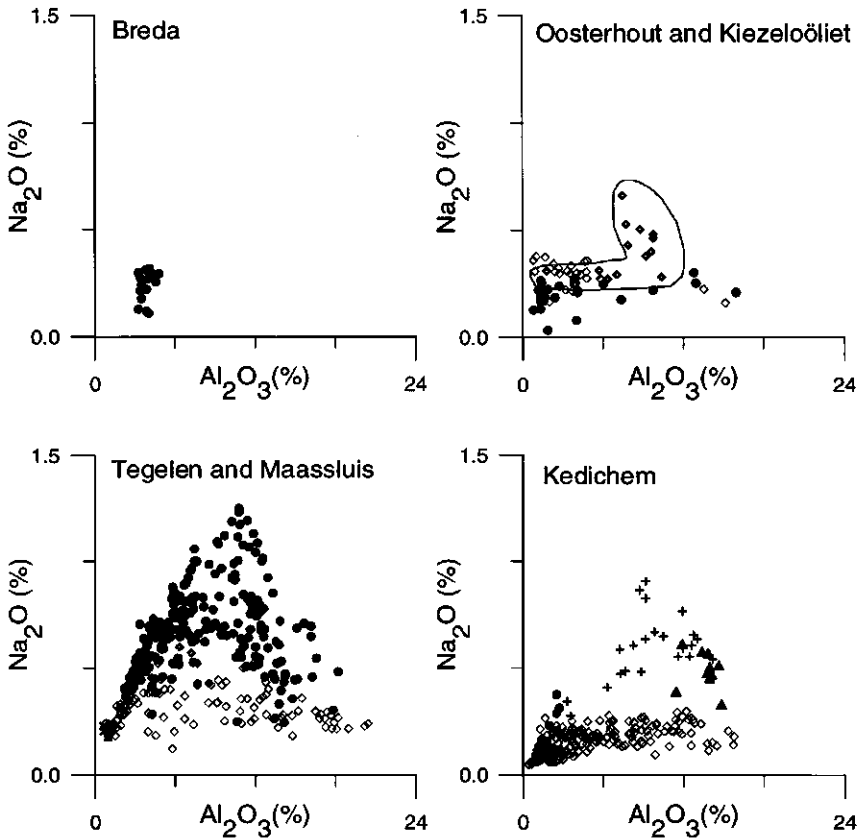 1.5
Breda
Na2O (%)
0.0
0
Al2O3(%)
24
1.5
Oosterhout and Kiezeloöliet
Na2O (%)
0.0
0
Al2O3(%)
24
1.5
Tegelen and Maassluis
Na2O (%)
0.0
0
Al2O3(%)
24
1.5
Kedichem
Na2O (%)
0.0
0
Al2O3(%)
24